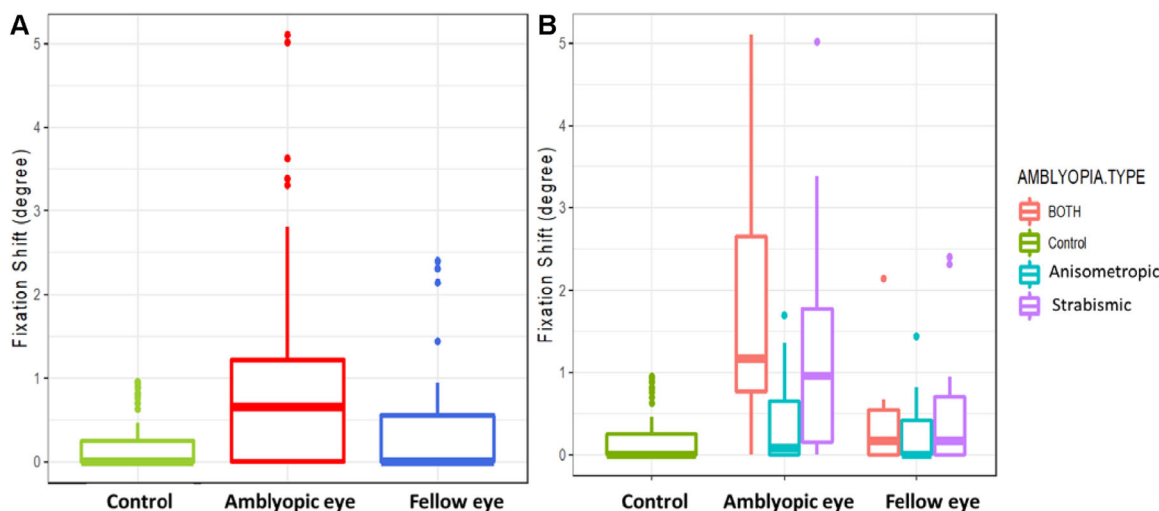 A
Fixation Shift (degree)
5
4
3
2
1
0
Control
Amblyopic eye
Fellow eye
B
Fixation Shift (degree)
5
4
3
2
1
0
Control
Amblyopic eye
Fellow eye
AMBLYOPIA.TYPE
BOTH
Control
Anisometropic
Strabismic